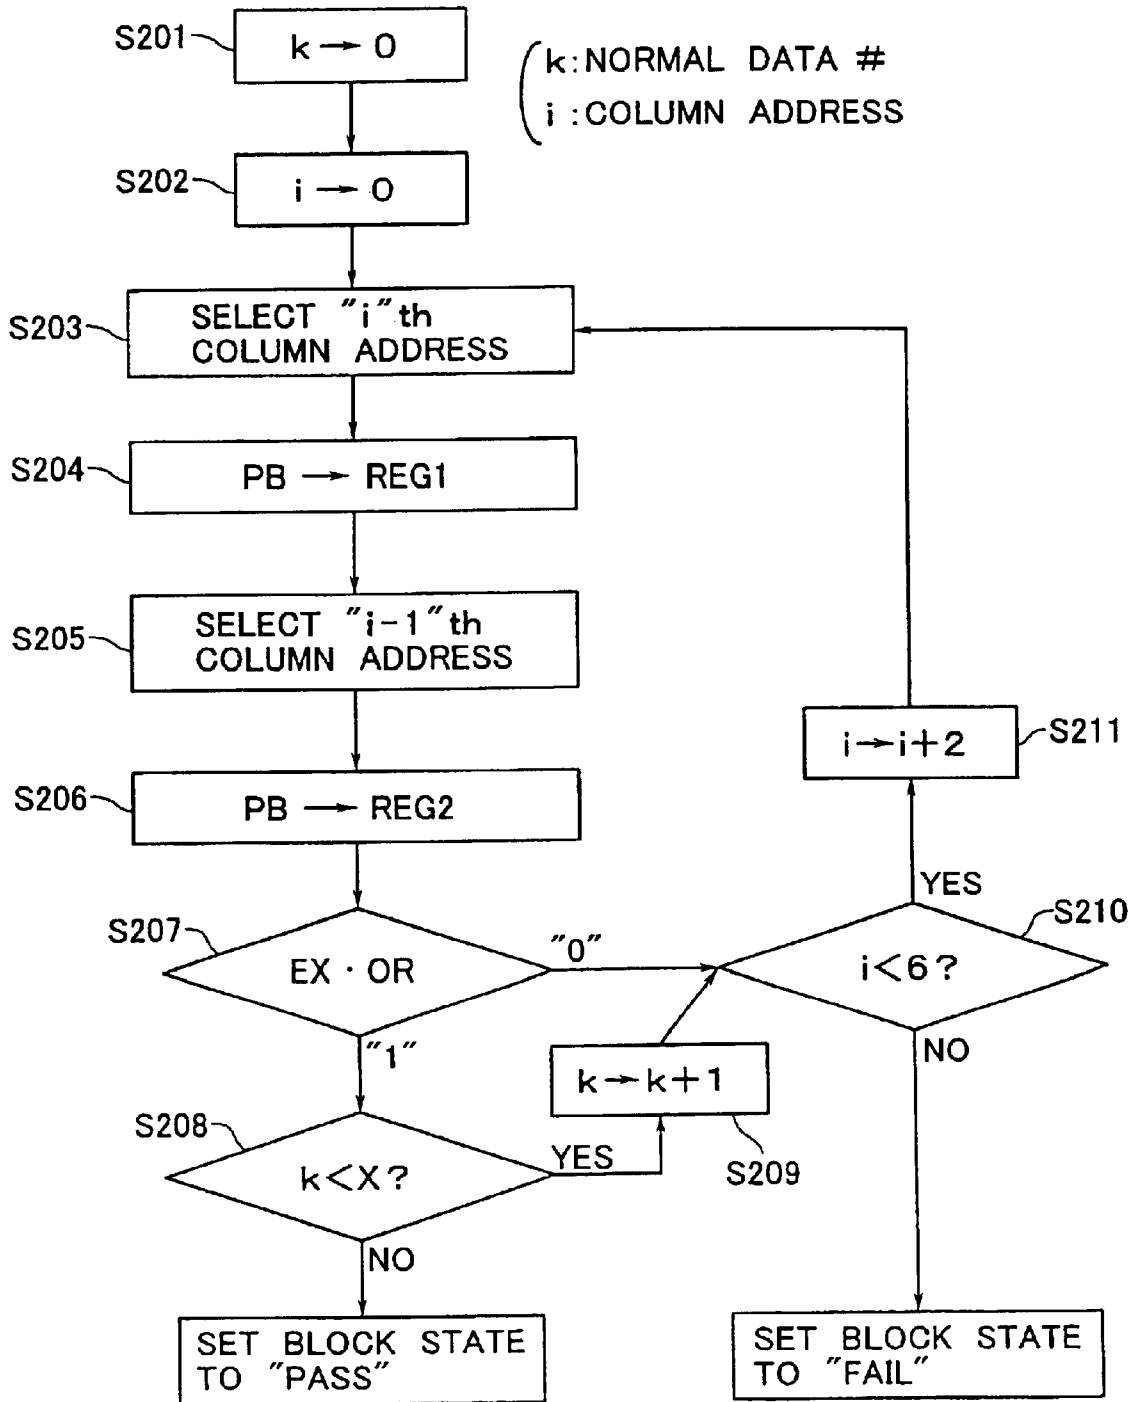 S201
k → 0
k:NORMAL DATA #
i :COLUMN ADDRESS
S202
i → 0
S203
SELECT "i"th
COLUMN ADDRESS
S204
PB → REG1
S205
SELECT "i-1"th
COLUMN ADDRESS
i→i+2
S211
S206
PB → REG2
YES
S207
EX·OR
"0"
S210
i<6?
"1"
NO
k→k+1
S209
S208
k<X?
YES
NO
SET BLOCK STATE
TO "PASS"
SET BLOCK STATE
TO "FAIL"